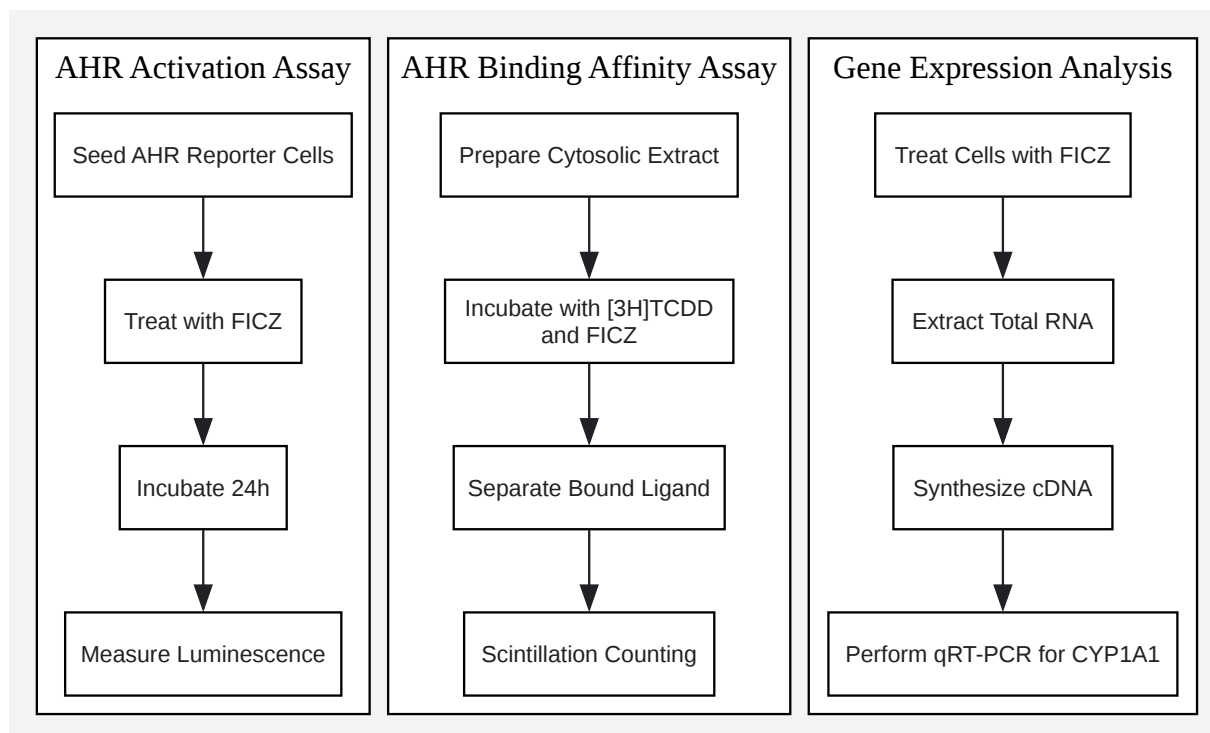 AHR Activation Assay
Seed AHR Reporter Cells
Treat with FICZ
Incubate 24h
Measure Luminescence
AHR Binding Affinity Assay
Prepare Cytosolic Extract
Incubate with [3H]TCDD
and FICZ
Separate Bound Ligand
Scintillation Counting
Gene Expression Analysis
Treat Cells with FICZ
Extract Total RNA
Synthesize cDNA
Perform qRT-PCR for CYP1A1